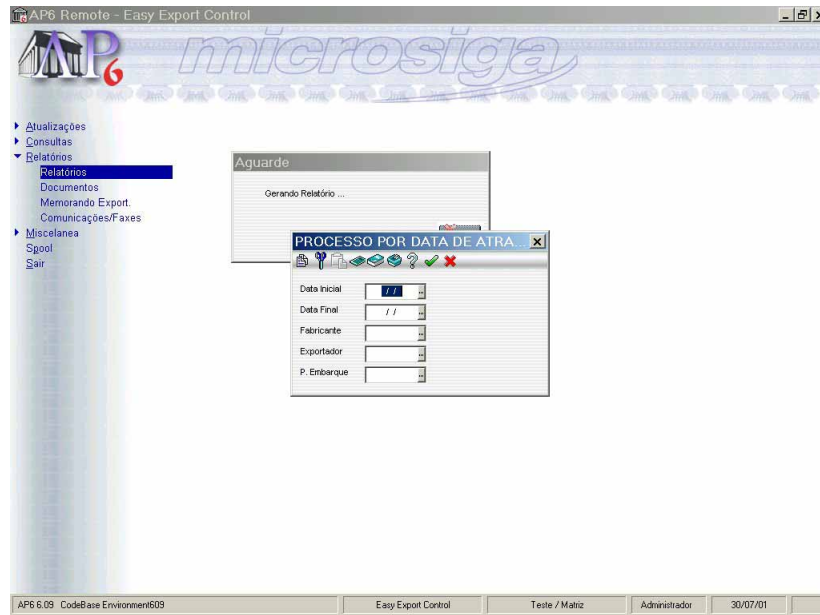 AP6 Remote - Easy Export Control
AP6
microsiga
Atualizações
Consultas
Relatórios
Relatórios
Documentos
Memorando Export.
Comunicações/Faxes
Miscelanea
Spool
Sair
Aguarde
Gerando Relatório ...
PROCESSO POR DATA DE ATRA...
Data Inicial / /
Data Final / /
Fabricante
Exportador
P. Embarque
AP6 6.09 CodeBase Environment609 Easy Export Control Teste / Matriz Administrador 30/07/01